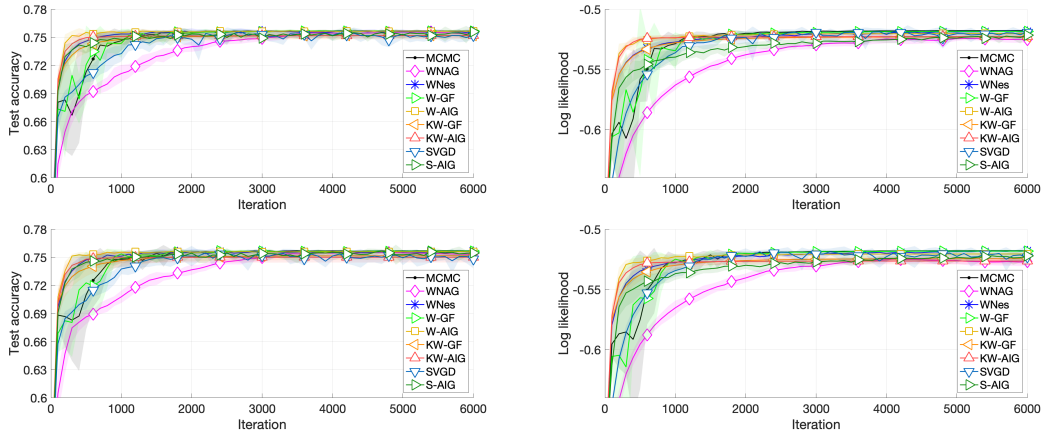 0.78
0.75
0.72
0.69
0.66
0.63
0.6
Test accuracy
0 1000 2000 3000 4000 5000 6000
Iteration
MCMC
WNAG
WNes
W-GF
W-AIG
KW-GF
KW-AIG
SVGD
S-AIG
-0.5
-0.55
-0.6
Log likelihood
0 1000 2000 3000 4000 5000 6000
Iteration
MCMC
WNAG
WNes
W-GF
W-AIG
KW-GF
KW-AIG
SVGD
S-AIG
0.78
0.75
0.72
0.69
0.66
0.63
0.6
Test accuracy
0 1000 2000 3000 4000 5000 6000
Iteration
MCMC
WNAG
WNes
W-GF
W-AIG
KW-GF
KW-AIG
SVGD
S-AIG
-0.5
-0.55
-0.6
Log likelihood
0 1000 2000 3000 4000 5000 6000
Iteration
MCMC
WNAG
WNes
W-GF
W-AIG
KW-GF
KW-AIG
SVGD
S-AIG